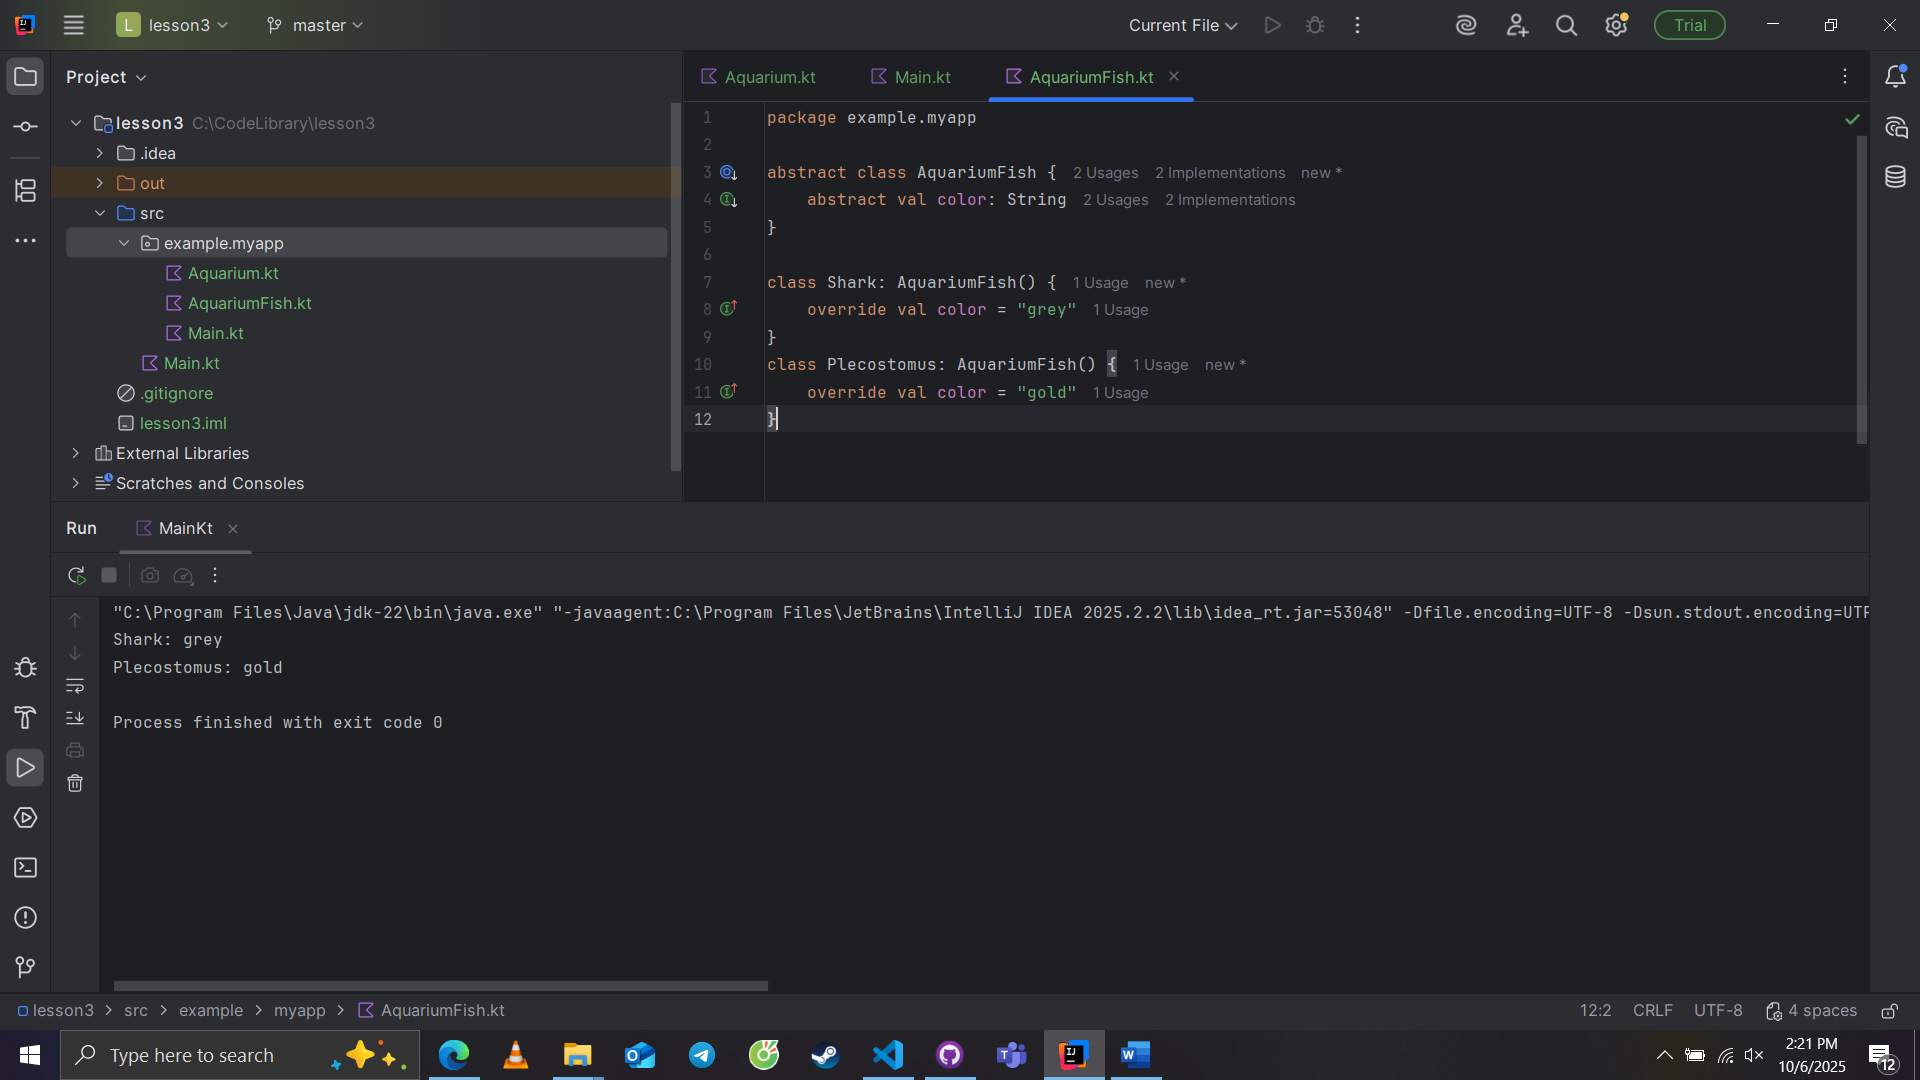 L lesson3 master Current File Trial
Project
lesson3 C:\CodeLibrary\lesson3
.idea
out
src
example.myapp
Aquarium.kt
AquariumFish.kt
Main.kt
Main.kt
.gitignore
lesson3.iml
External Libraries
Scratches and Consoles
Aquarium.kt Main.kt AquariumFish.kt
1 package example.myapp
2
3 abstract class AquariumFish { 2 Usages 2 Implementations new *
4 abstract val color: String 2 Usages 2 Implementations
5 }
6
7 class Shark: AquariumFish() { 1 Usage new *
8 override val color = "grey" 1 Usage
9 }
10 class Plecostomus: AquariumFish() { 1 Usage new *
11 override val color = "gold" 1 Usage
12 }
Run MainKt
"C:\Program Files\Java\jdk-22\bin\java.exe" "-javaagent:C:\Program Files\JetBrains\IntelliJ IDEA 2025.2.2\lib\idea_rt.jar=53048" -Dfile.encoding=UTF-8 -Dsun.stdout.encoding=UTF
Shark: grey
Plecostomus: gold
Process finished with exit code 0
lesson3 > src > example > myapp > AquariumFish.kt 12:2 CRLF UTF-8 4 spaces
Type here to search
2:21 PM
10/6/2025
12